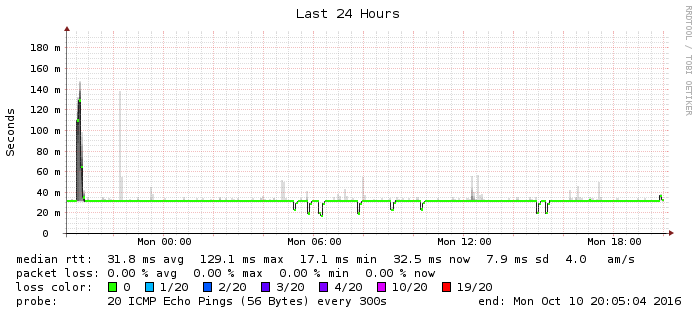 Last 24 Hours
RRDTOOL / TOBI OETIKER
Seconds
180 m
160 m
140 m
120 m
100 m
80 m
60 m
40 m
20 m
0
Mon 00:00 Mon 06:00 Mon 12:00 Mon 18:00
median rtt: 31.8 ms avg 129.1 ms max 17.1 ms min 32.5 ms now 7.9 ms sd 4.0 am/s
packet loss: 0.00 % avg 0.00 % max 0.00 % min 0.00 % now
loss color: 0 1/20 2/20 3/20 4/20 10/20 19/20
probe: 20 ICMP Echo Pings (56 Bytes) every 300s end: Mon Oct 10 20:05:04 2016